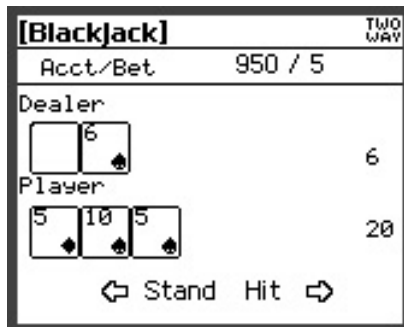 [BlackJack] TWO
WAY
Acct/Bet 950 / 5
Dealer
6
6
Player
5 10 5
20
Stand Hit